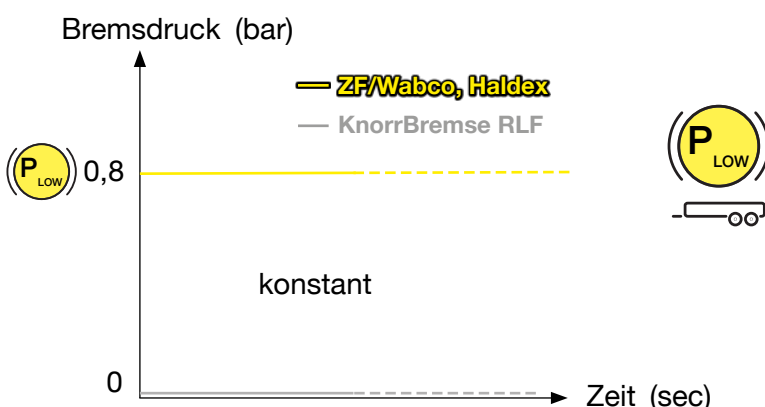 Bremsdruck (bar)
ZF/Wabco, Haldex
KnorrBremse RLF
P LOW
0,8
P LOW
konstant
0
Zeit (sec)